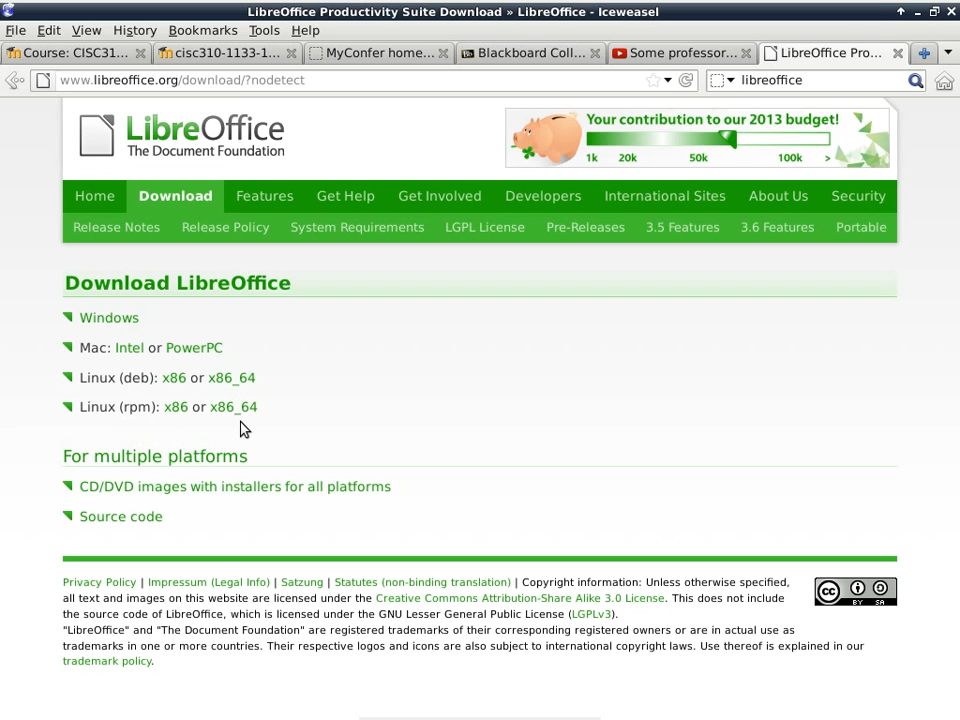 LibreOffice Productivity Suite Download » LibreOffice - Iceweasel
File Edit View History Bookmarks Tools Help
Course: CISC31... cisc310-1133-1... MyConfer home... Blackboard Coll... Some professor... LibreOffice Pro...
www.libreoffice.org/download/?nodetect libreoffice
LibreOffice
The Document Foundation
Your contribution to our 2013 budget!
1k 20k 50k 100k >
Home Download Features Get Help Get Involved Developers International Sites About Us Security
Release Notes Release Policy System Requirements LGPL License Pre-Releases 3.5 Features 3.6 Features Portable
Download LibreOffice
Windows
Mac: Intel or PowerPC
Linux (deb): x86 or x86_64
Linux (rpm): x86 or x86_64
For multiple platforms
CD/DVD images with installers for all platforms
Source code
Privacy Policy | Impressum (Legal Info) | Satzung | Statutes (non-binding translation) | Copyright information: Unless otherwise specified,
all text and images on this website are licensed under the Creative Commons Attribution-Share Alike 3.0 License. This does not include
the source code of LibreOffice, which is licensed under the GNU Lesser General Public License (LGPLv3).
"LibreOffice" and "The Document Foundation" are registered trademarks of their corresponding registered owners or are in actual use as
trademarks in one or more countries. Their respective logos and icons are also subject to international copyright laws. Use thereof is explained in our
trademark policy.
cc BY SA